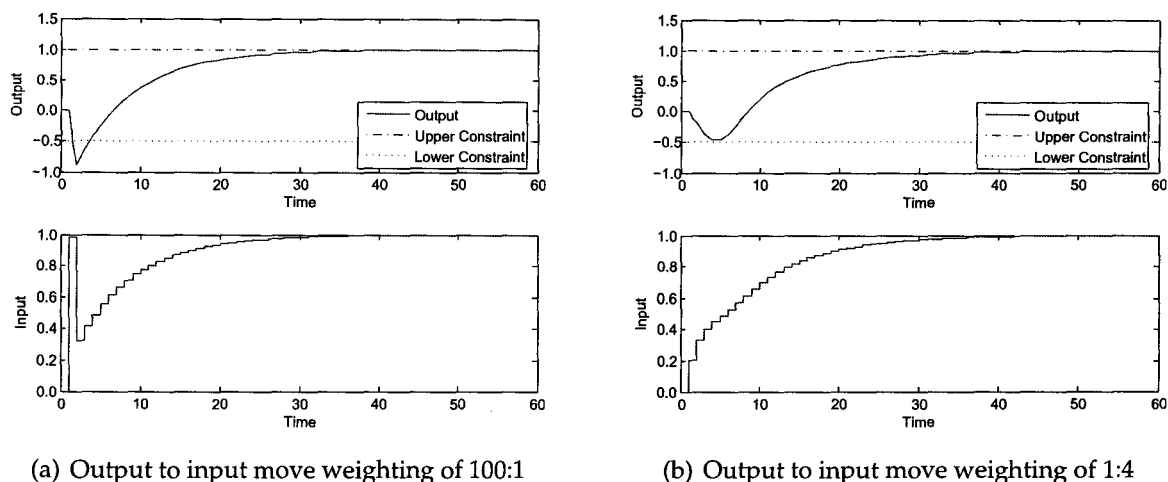 1.5
1.0
0.5
0.0
−0.5
−1.0
Output
Output
Upper Constraint
Lower Constraint
0 10 20 30 40 50 60
Time
1.0
0.8
0.6
0.4
0.2
0.0
Input
0 10 20 30 40 50 60
Time
(a) Output to input move weighting of 100:1
1.5
1.0
0.5
0.0
−0.5
−1.0
Output
Output
Upper Constraint
Lower Constraint
0 10 20 30 40 50 60
Time
1.0
0.8
0.6
0.4
0.2
0.0
Input
0 10 20 30 40 50 60
Time
(b) Output to input move weighting of 1:4